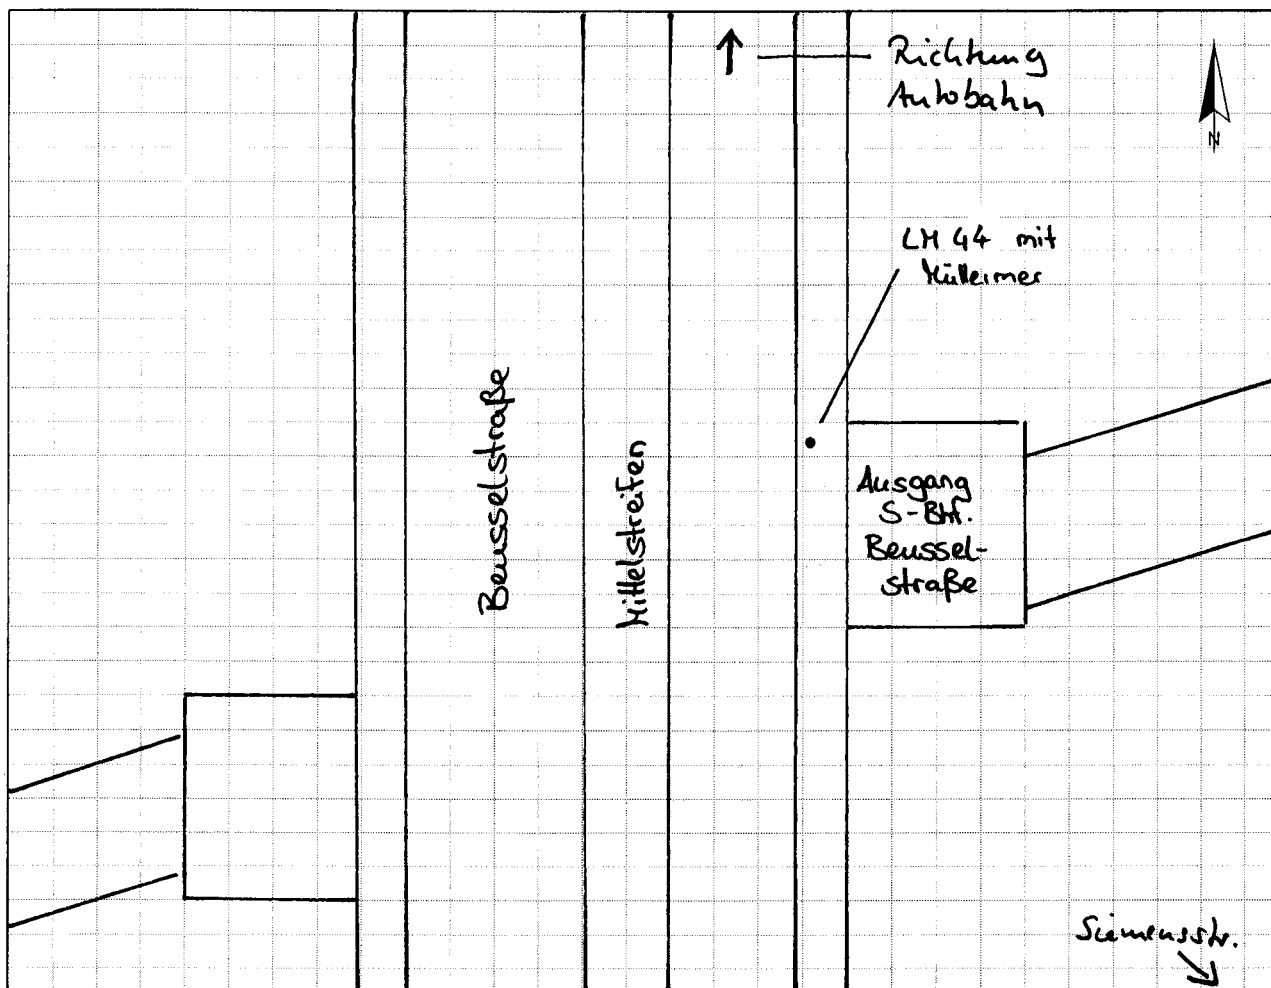 Richtung
Autobahn
N
LM 44 mit
Mülleimer
Beusselstraße
Mittelstreifen
Ausgang
S-Bhf.
Beussel-
straße
Siemensstr.